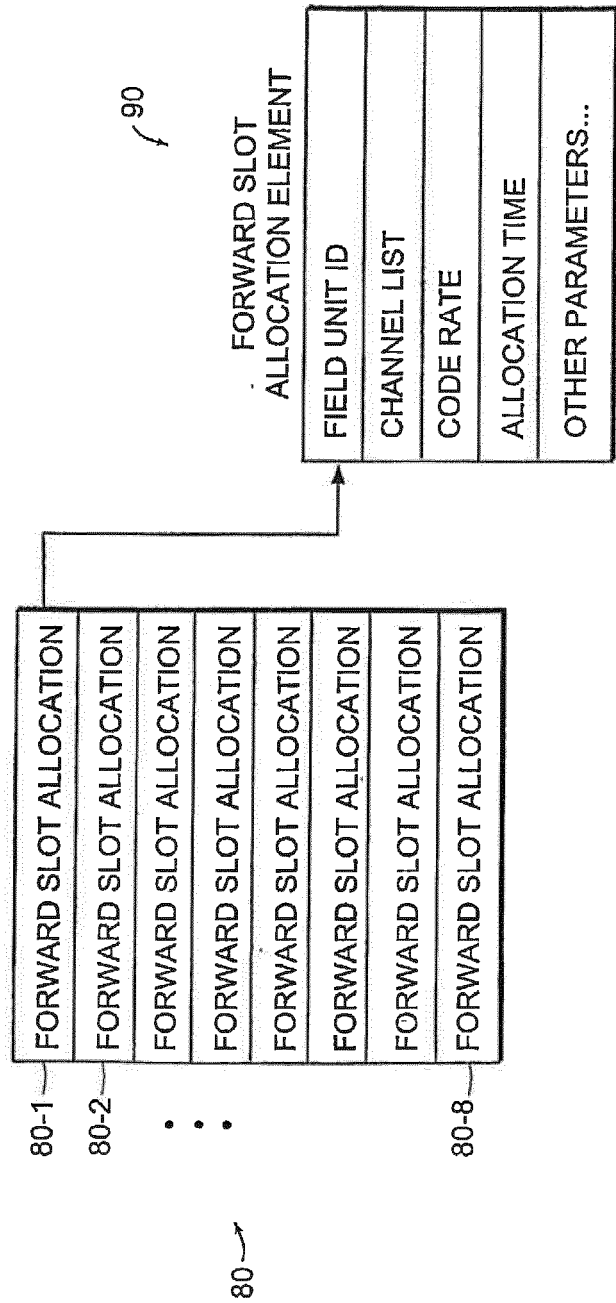 80
80-1
80-2
80-8
FORWARD SLOT ALLOCATION
FORWARD SLOT ALLOCATION
FORWARD SLOT ALLOCATION
FORWARD SLOT ALLOCATION
FORWARD SLOT ALLOCATION
FORWARD SLOT ALLOCATION
FORWARD SLOT ALLOCATION
FORWARD SLOT ALLOCATION
90
FORWARD SLOT
ALLOCATION ELEMENT
FIELD UNIT ID
CHANNEL LIST
CODE RATE
ALLOCATION TIME
OTHER PARAMETERS...